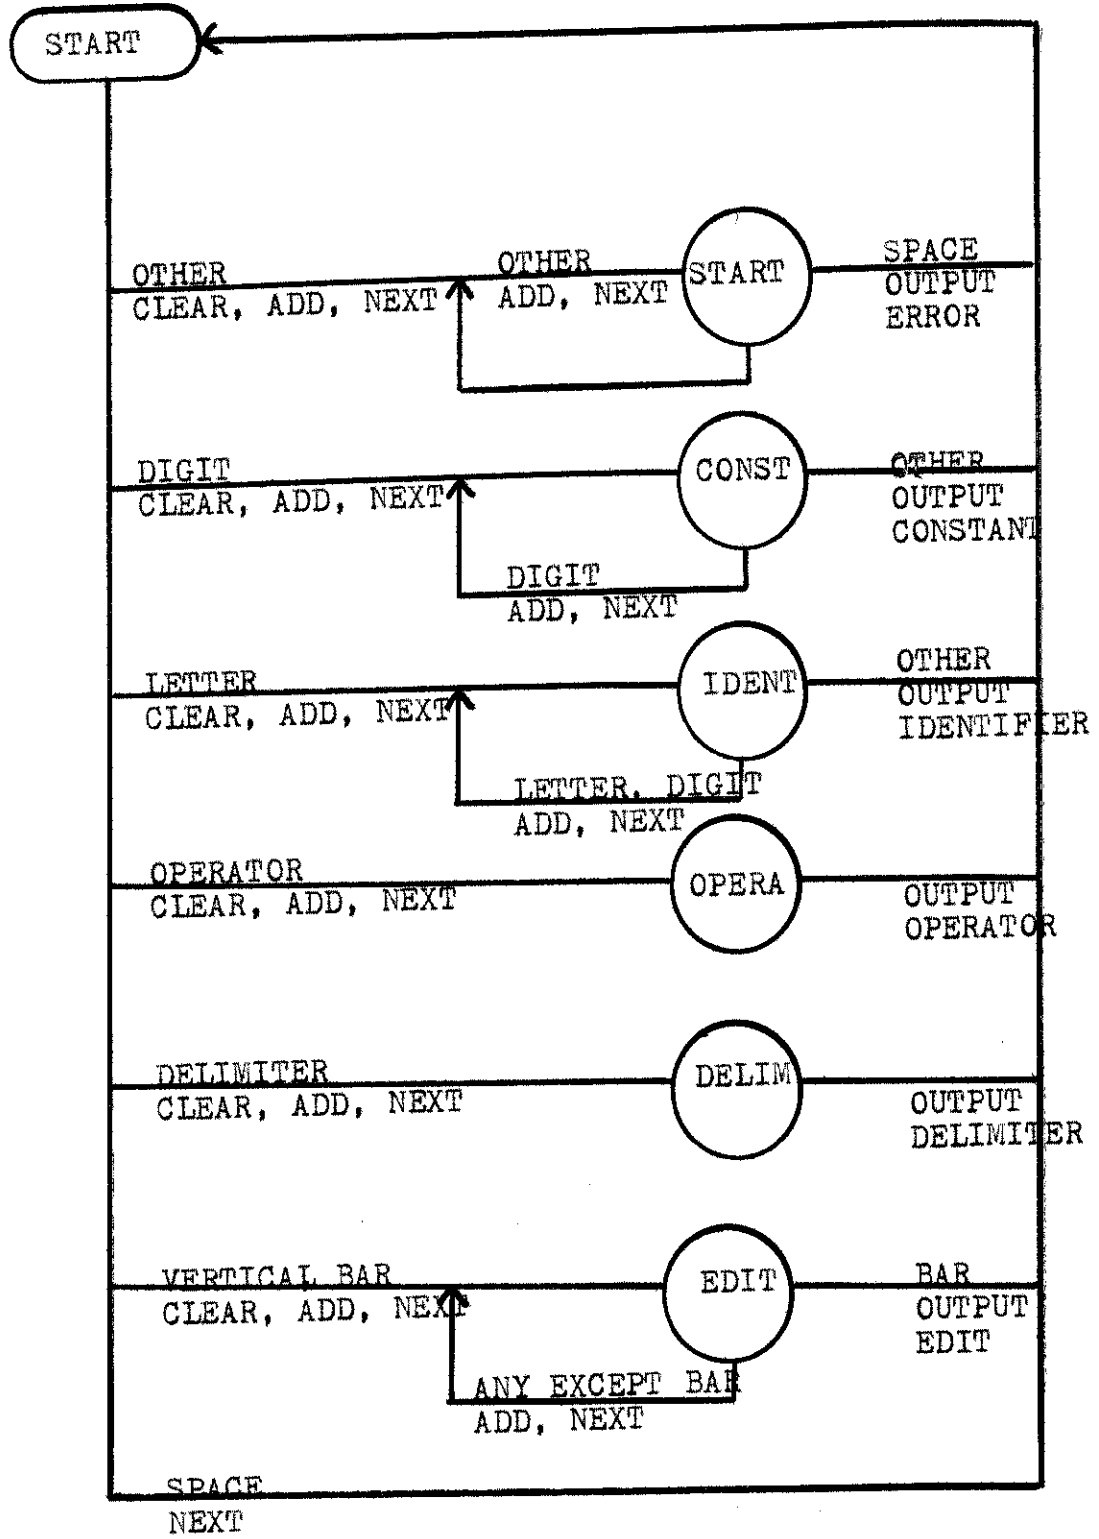 START
OTHER
CLEAR, ADD, NEXT
OTHER
ADD, NEXT
START
SPACE
OUTPUT
ERROR
DIGIT
CLEAR, ADD, NEXT
CONST
OTHER
OUTPUT
CONSTANT
DIGIT
ADD, NEXT
LETTER
CLEAR, ADD, NEXT
IDENT
OTHER
OUTPUT
IDENTIFIER
LETTER, DIGIT
ADD, NEXT
OPERATOR
CLEAR, ADD, NEXT
OPERA
OUTPUT
OPERATOR
DELIMITER
CLEAR, ADD, NEXT
DELIM
OUTPUT
DELIMITER
VERTICAL BAR
CLEAR, ADD, NEXT
EDIT
BAR
OUTPUT
EDIT
ANY EXCEPT BAR
ADD, NEXT
SPACE
NEXT